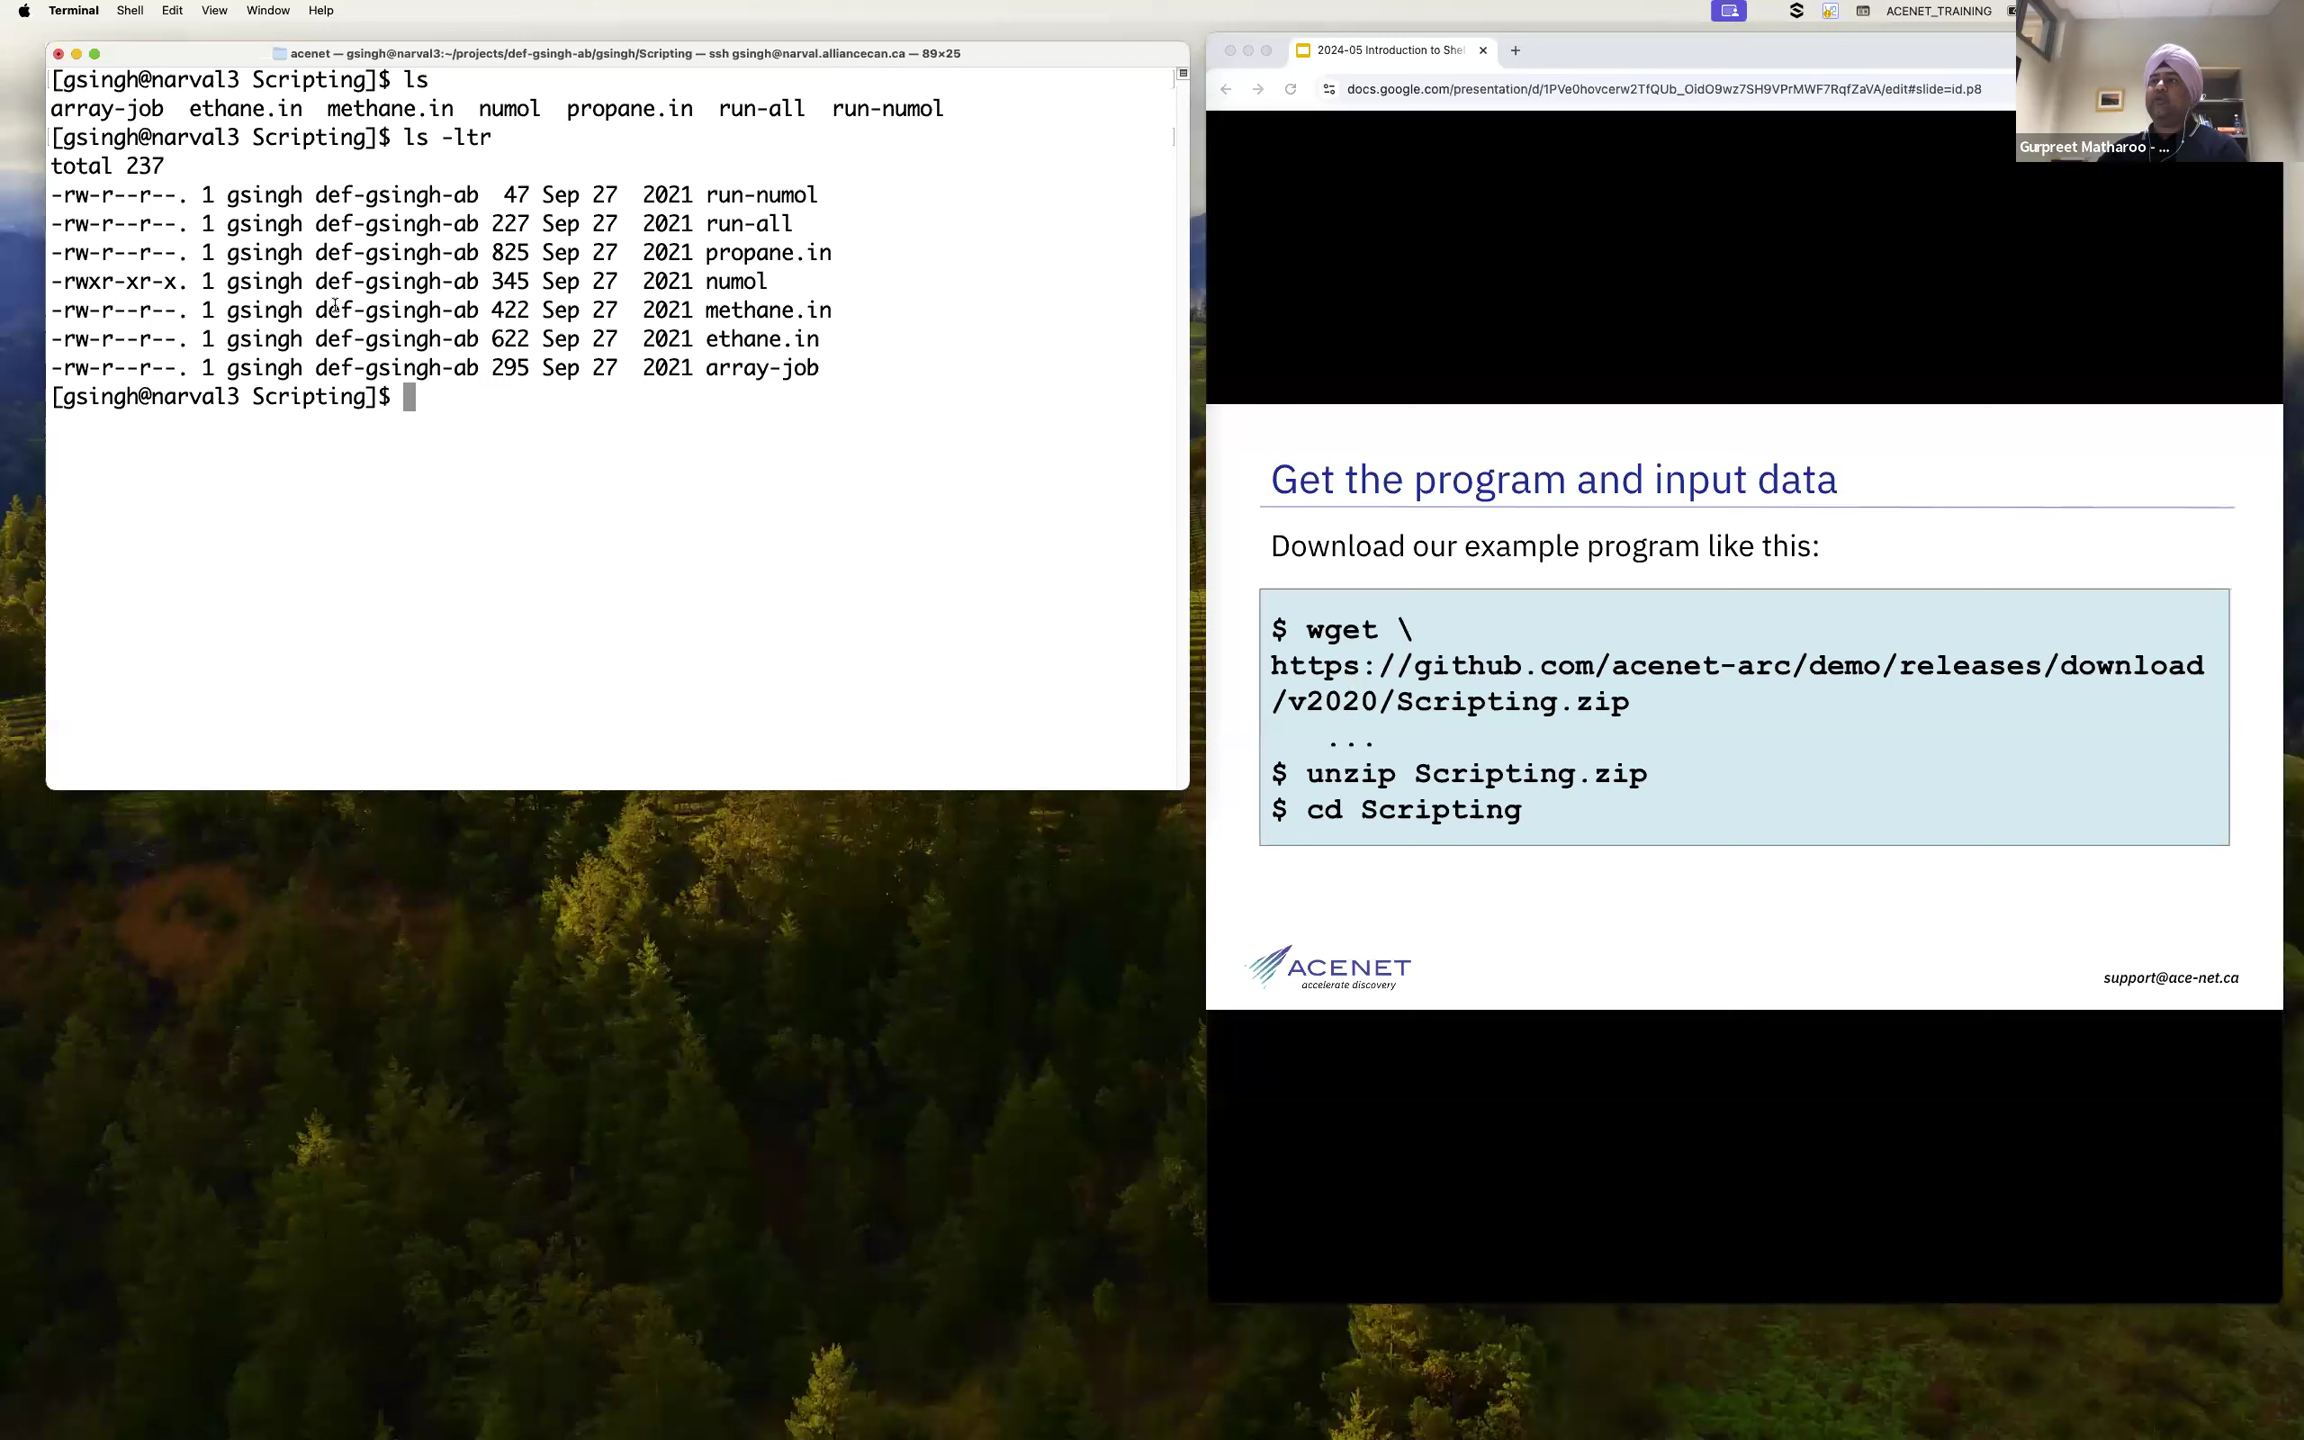 Terminal Shell Edit View Window Help
ACENET_TRAINING
acenet — gsingh@narval3:~/projects/def-gsingh-ab/gsingh/Scripting — ssh gsingh@narval.alliancecan.ca — 89×25
[gsingh@narval3 Scripting]$ ls
array-job ethane.in methane.in numol propane.in run-all run-numol
[gsingh@narval3 Scripting]$ ls -ltr
total 237
-rw-r--r--. 1 gsingh def-gsingh-ab 47 Sep 27 2021 run-numol
-rw-r--r--. 1 gsingh def-gsingh-ab 227 Sep 27 2021 run-all
-rw-r--r--. 1 gsingh def-gsingh-ab 825 Sep 27 2021 propane.in
-rwxr-xr-x. 1 gsingh def-gsingh-ab 345 Sep 27 2021 numol
-rw-r--r--. 1 gsingh def-gsingh-ab 422 Sep 27 2021 methane.in
-rw-r--r--. 1 gsingh def-gsingh-ab 622 Sep 27 2021 ethane.in
-rw-r--r--. 1 gsingh def-gsingh-ab 295 Sep 27 2021 array-job
[gsingh@narval3 Scripting]$
2024-05 Introduction to Shel
docs.google.com/presentation/d/1PVe0hovcerw2TfQUb_OidO9wz7SH9VPrMWF7RqfZaVA/edit#slide=id.p8
Gurpreet Matharoo - ...
Get the program and input data
Download our example program like this:
$ wget \
https://github.com/acenet-arc/demo/releases/download
/v2020/Scripting.zip
...
$ unzip Scripting.zip
$ cd Scripting
ACENET
accelerate discovery
support@ace-net.ca